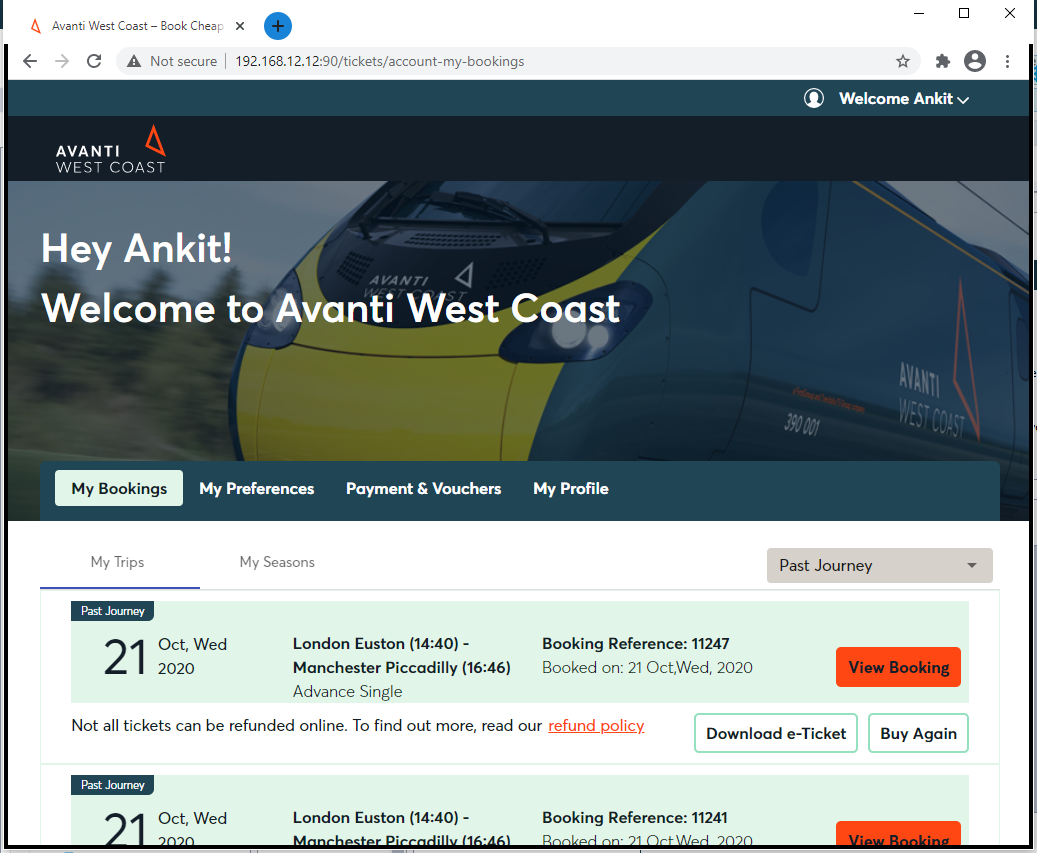 Avanti West Coast – Book Cheap
Not secure
192.168.12.12:90/tickets/account-my-bookings
Welcome Ankit
AVANTI
WEST COAST
Hey Ankit!
Welcome to Avanti West Coast
AVANTI
WEST COAST
AVANTI
WEST COAST
390 001
My Bookings
My Preferences
Payment & Vouchers
My Profile
My Trips
My Seasons
Past Journey
Past Journey
21
Oct, Wed
2020
London Euston (14:40) -
Manchester Piccadilly (16:46)
Advance Single
Booking Reference: 11247
Booked on: 21 Oct,Wed, 2020
View Booking
Not all tickets can be refunded online. To find out more, read our refund policy
Download e-Ticket
Buy Again
Past Journey
21
Oct, Wed
2020
London Euston (14:40) -
Manchester Piccadilly (16:46)
Booking Reference: 11241
Booked on: 21 Oct,Wed, 2020
View Booking